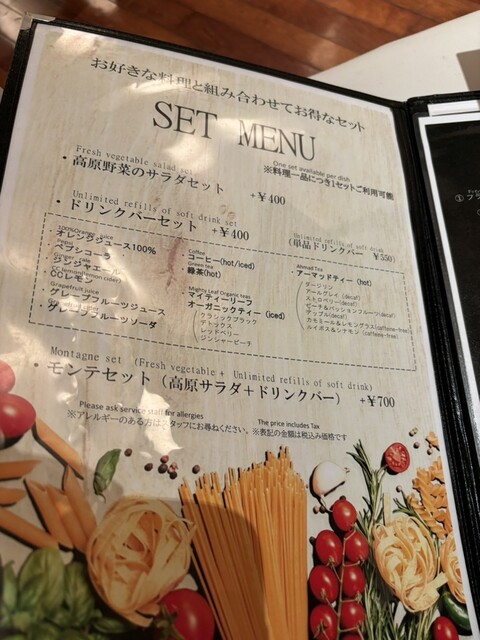 お好きな料理と組み合わせてお得なセット
SET MENU
One set available per dish
※料理一品につき1セットご利用可能
Fresh vegetable salad set
・高原野菜のサラダセット +￥400
Unlimited refills of soft drink set
・ドリンクバーセット +￥400
Unlimited refills of soft drink
(単品ドリンクバー ￥550)
100%Orange juice
・オレンジジュース100%
Pepsi
・ペプシコーラ
・ジンジャエール
CC lemon(lemon cider)
・CCレモン
Grapefruit juice
・グレープフルーツジュース
・グレープフルーツソーダ
Coffee
・コーヒー(hot/iced)
Green tea
・緑茶(hot)
Mighty Leaf Organic teas
・マイティーリーフ
オーガニックティー (iced)
クラシックブラック
デトックス
レッドベリー
ジンジャーピーチ
Ahmad Tea
アーマッドティー (hot)
ダージリン
アールグレイ (decaf)
ストロベリー(decaf)
ピーチ&パッションフルーツ(decaf)
アップル(decaf)
カモミール&レモングラス(caffeine-free)
ルイボス&シナモン (caffeine-free)
Montagne set (Fresh vegetable + Unlimited refills of soft drink)
・モンテセット (高原サラダ+ドリンクバー) +￥700
Please ask service staff for allergies
The price includes Tax
※アレルギーのある方はスタッフにお尋ねください。
※表記の金額は税込み価格です